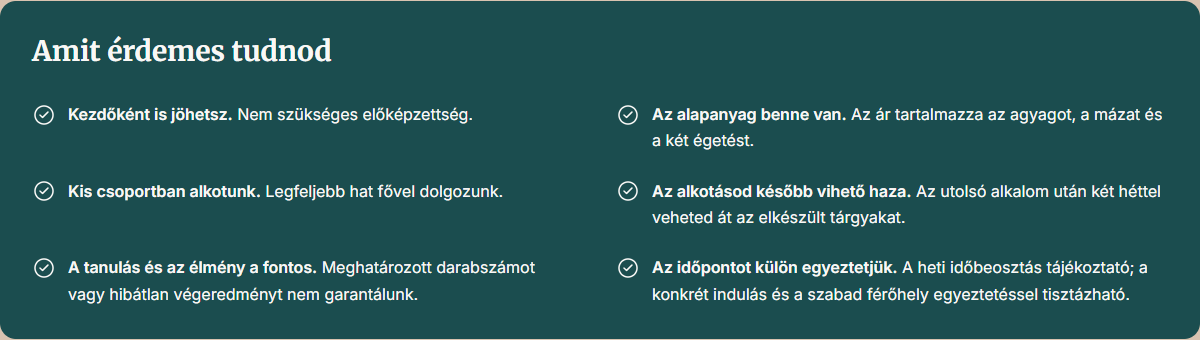 Amit érdemes tudnod
Kezdőként is jöhetsz. Nem szükséges előképzettség.
Kis csoportban alkotunk. Legfeljebb hat fővel dolgozunk.
A tanulás és az élmény a fontos. Meghatározott darabszámot
vagy hibátlan végeredményt nem garantálunk.
Az alapanyag benne van. Az ár tartalmazza az agyagot, a mázat és
a két égetést.
Az alkotásod később vihető haza. Az utolsó alkalom után két héttel
veheted át az elkészült tárgyakat.
Az időpontot külön egyeztetjük. A heti időbeosztás tájékoztató; a
konkrét indulás és a szabad férőhely egyeztetéssel tisztázható.